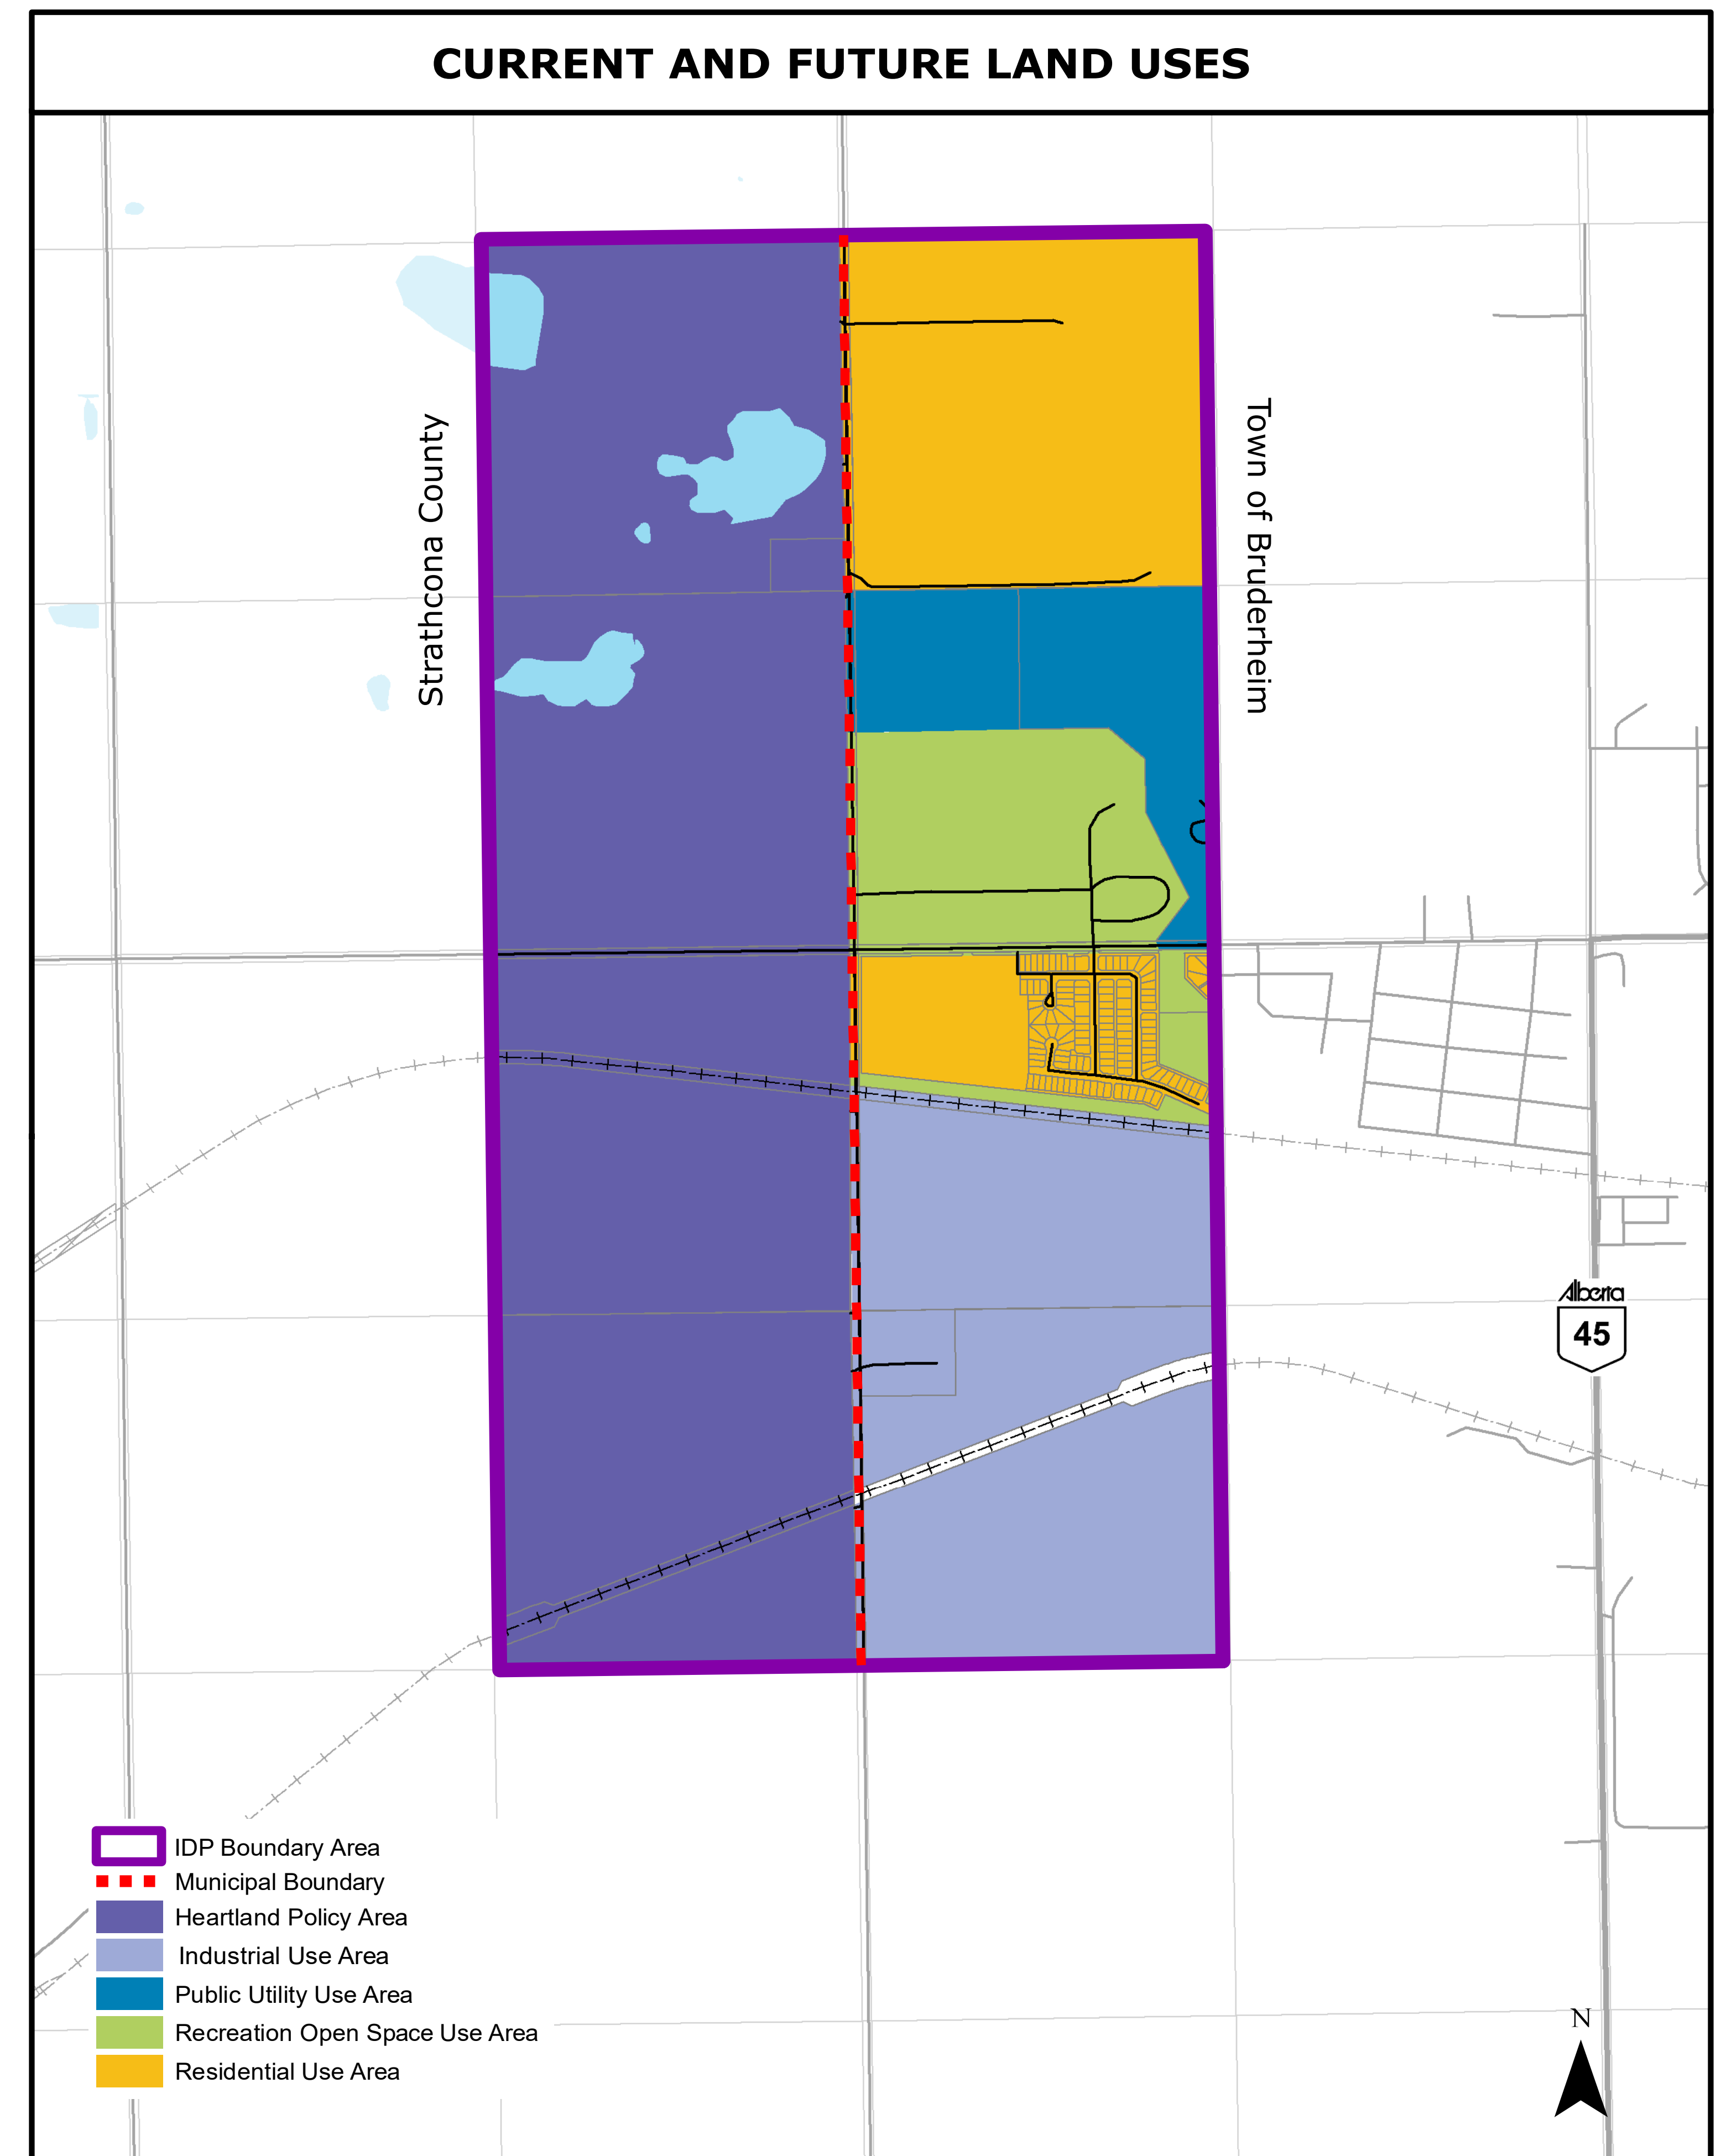 CURRENT AND FUTURE LAND USES
Strathcona County
Town of Bruderheim
Alberta
45
IDP Boundary Area
Municipal Boundary
Heartland Policy Area
Industrial Use Area
Public Utility Use Area
Recreation Open Space Use Area
Residential Use Area
N